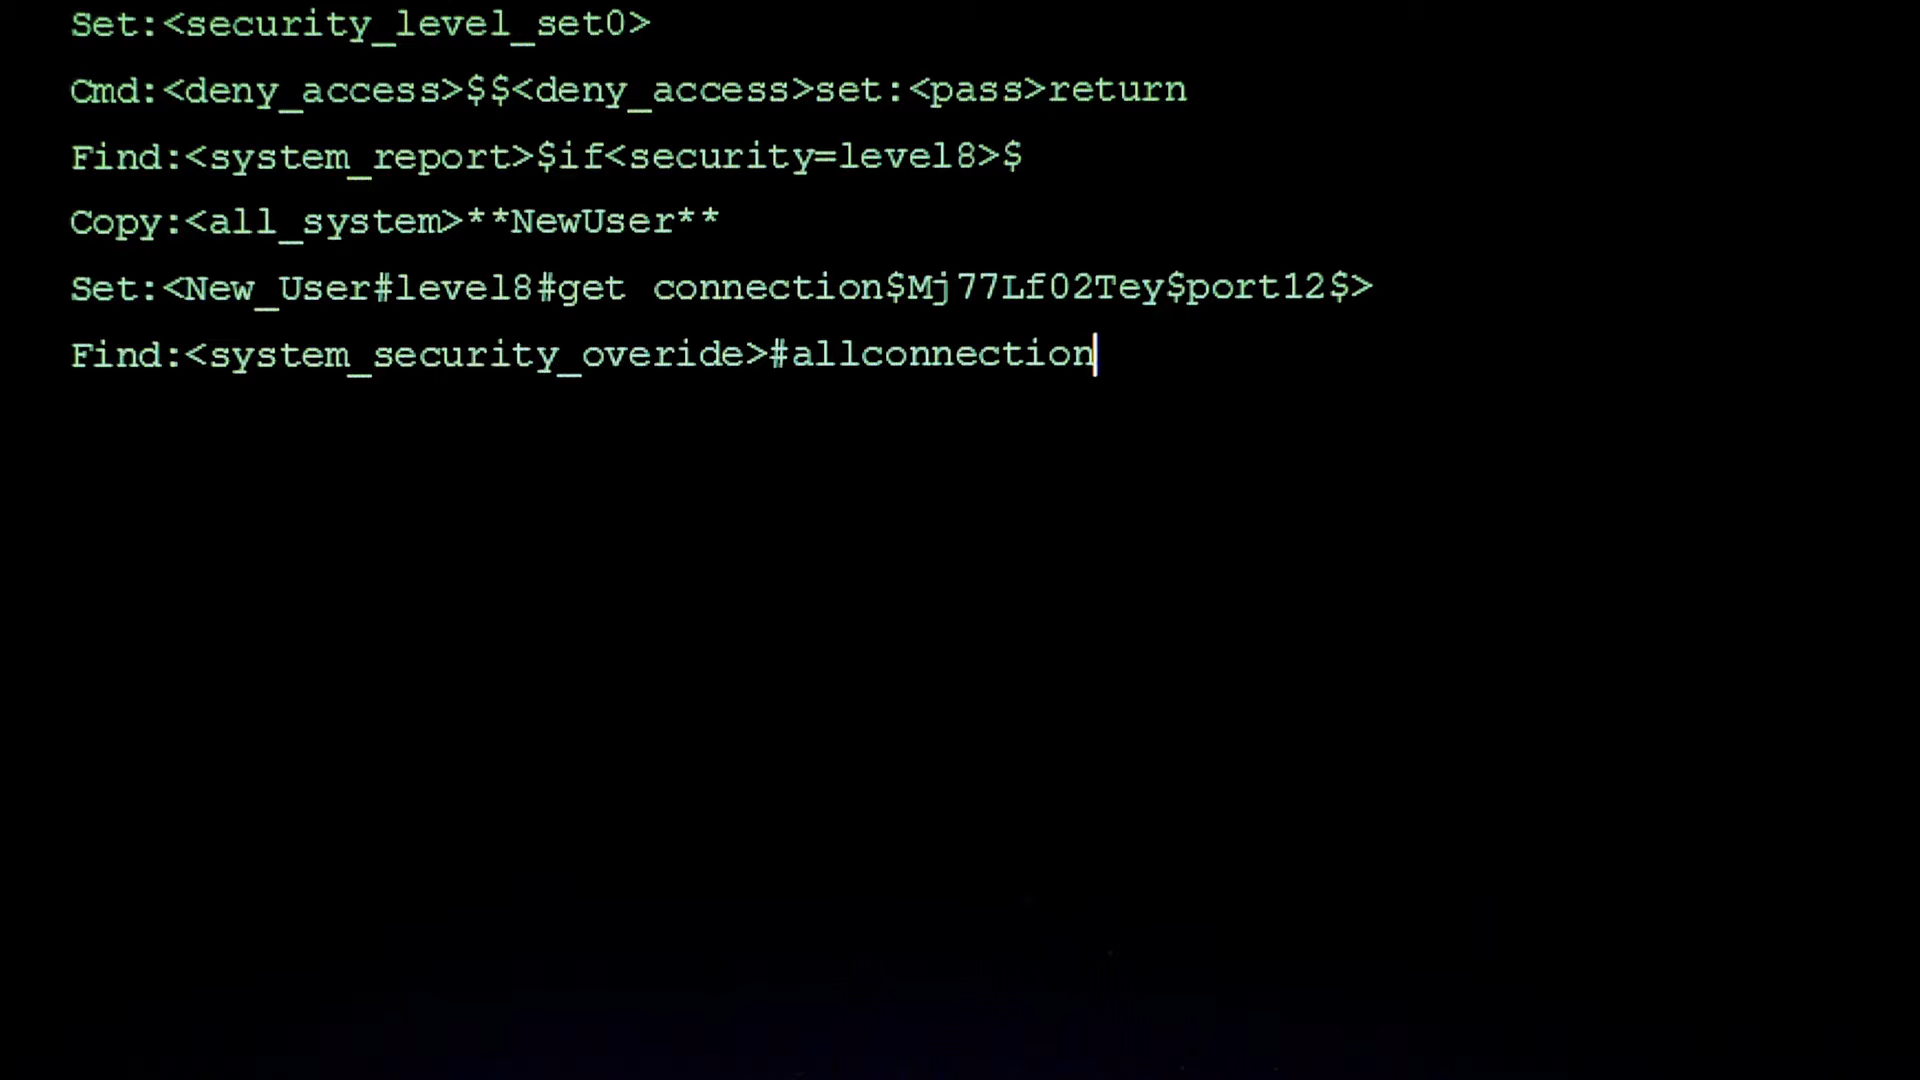 Set:<security_level_set0>
Cmd:<deny_access>$$<deny_access>set:<pass>return
Find:<system_report>$if<security=level8>$
Copy:<all_system>**NewUser**
Set:<New_User#level8#get connection$Mj77Lf02Tey$port12$>
Find:<system_security_overide>#allconnection